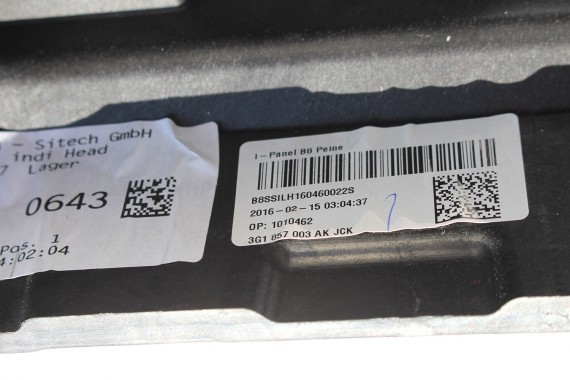 - Sitech GmbH
indi Head
7 Lager
0643
Pos: 1
4:02:04
I-Panel B8 Peine
B8SSILH160460022S
2016-02-15 03:04:37
OP: 1010462
3G1 857 003 AK JCK